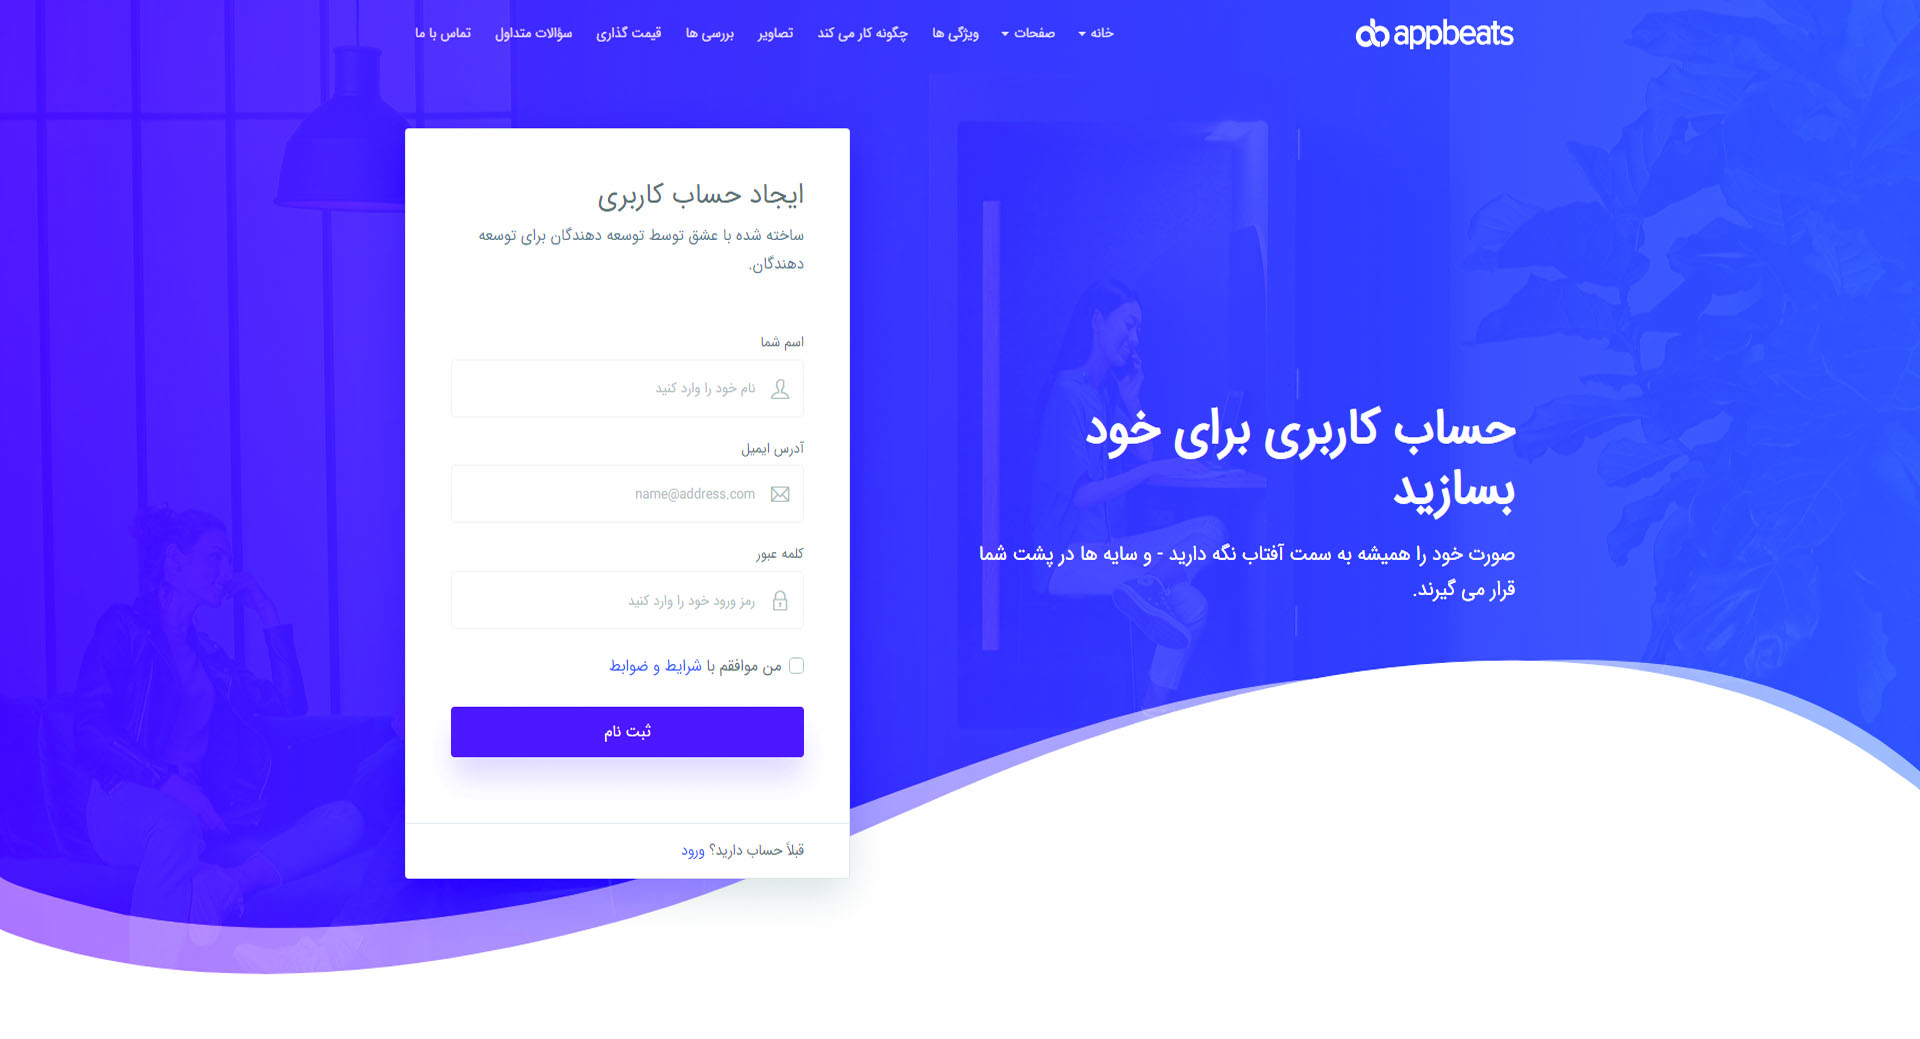 appbeats
خانه
صفحات
ویژگی ها
چگونه کار می کند
تصاویر
بررسی ها
قیمت گذاری
سؤالات متداول
تماس با ما
حساب کاربری برای خود
بسازید
صورت خود را همیشه به سمت آفتاب نگه دارید - و سایه ها در پشت شما
قرار می گیرند.
ایجاد حساب کاربری
ساخته شده با عشق توسط توسعه دهندگان برای توسعه
دهندگان.
اسم شما
نام خود را وارد کنید
آدرس ایمیل
name@address.com
کلمه عبور
رمز ورود خود را وارد کنید
من موافقم با شرایط و ضوابط
ثبت نام
قبلاً حساب دارید؟ ورود